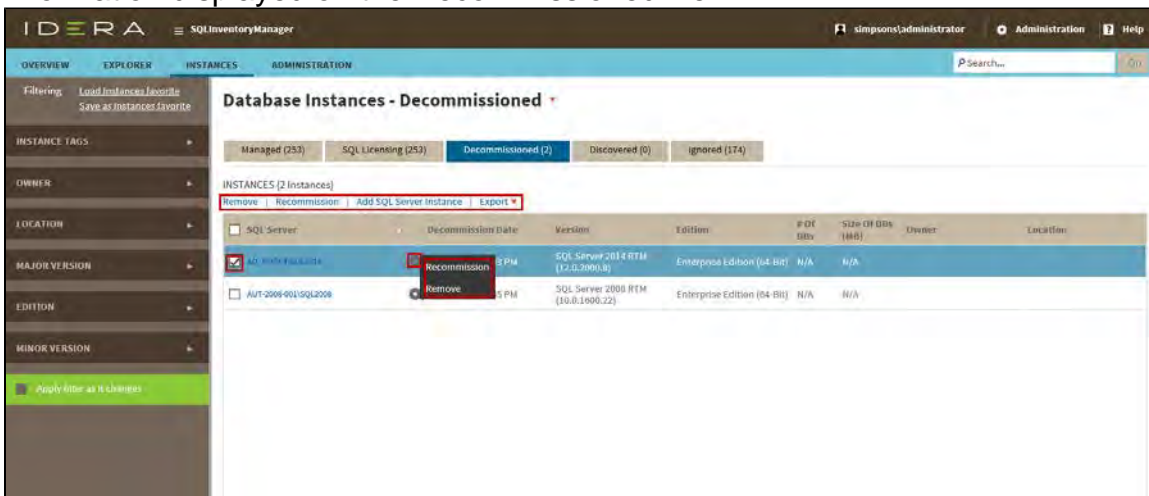 IDERA ≡ SQLInventoryManager simpsons\administrator Administration Help
OVERVIEW EXPLORER INSTANCES ADMINISTRATION Search... Go
Filtering Load instances favorite
Save as instances favorite
Database Instances - Decommissioned
INSTANCE TAGS
Managed (253) SQL Licensing (253) Decommissioned (2) Discovered (0) Ignored (174)
OWNER
INSTANCES (2 Instances)
Remove | Recommission | Add SQL Server Instance | Export
LOCATION
SQL Server Decommission Date Version Edition # Of DBs Size Of DBs (MB) Owner Location
MAJOR VERSION
Recommission PM SQL Server 2014 RTM (12.0.2000.8) Enterprise Edition (64-Bit) N/A N/A
Remove
AUT-2008-001\SQL2008 5 PM SQL Server 2008 RTM (10.0.1600.22) Enterprise Edition (64-Bit) N/A N/A
EDITION
MINOR VERSION
Apply filter as it changes